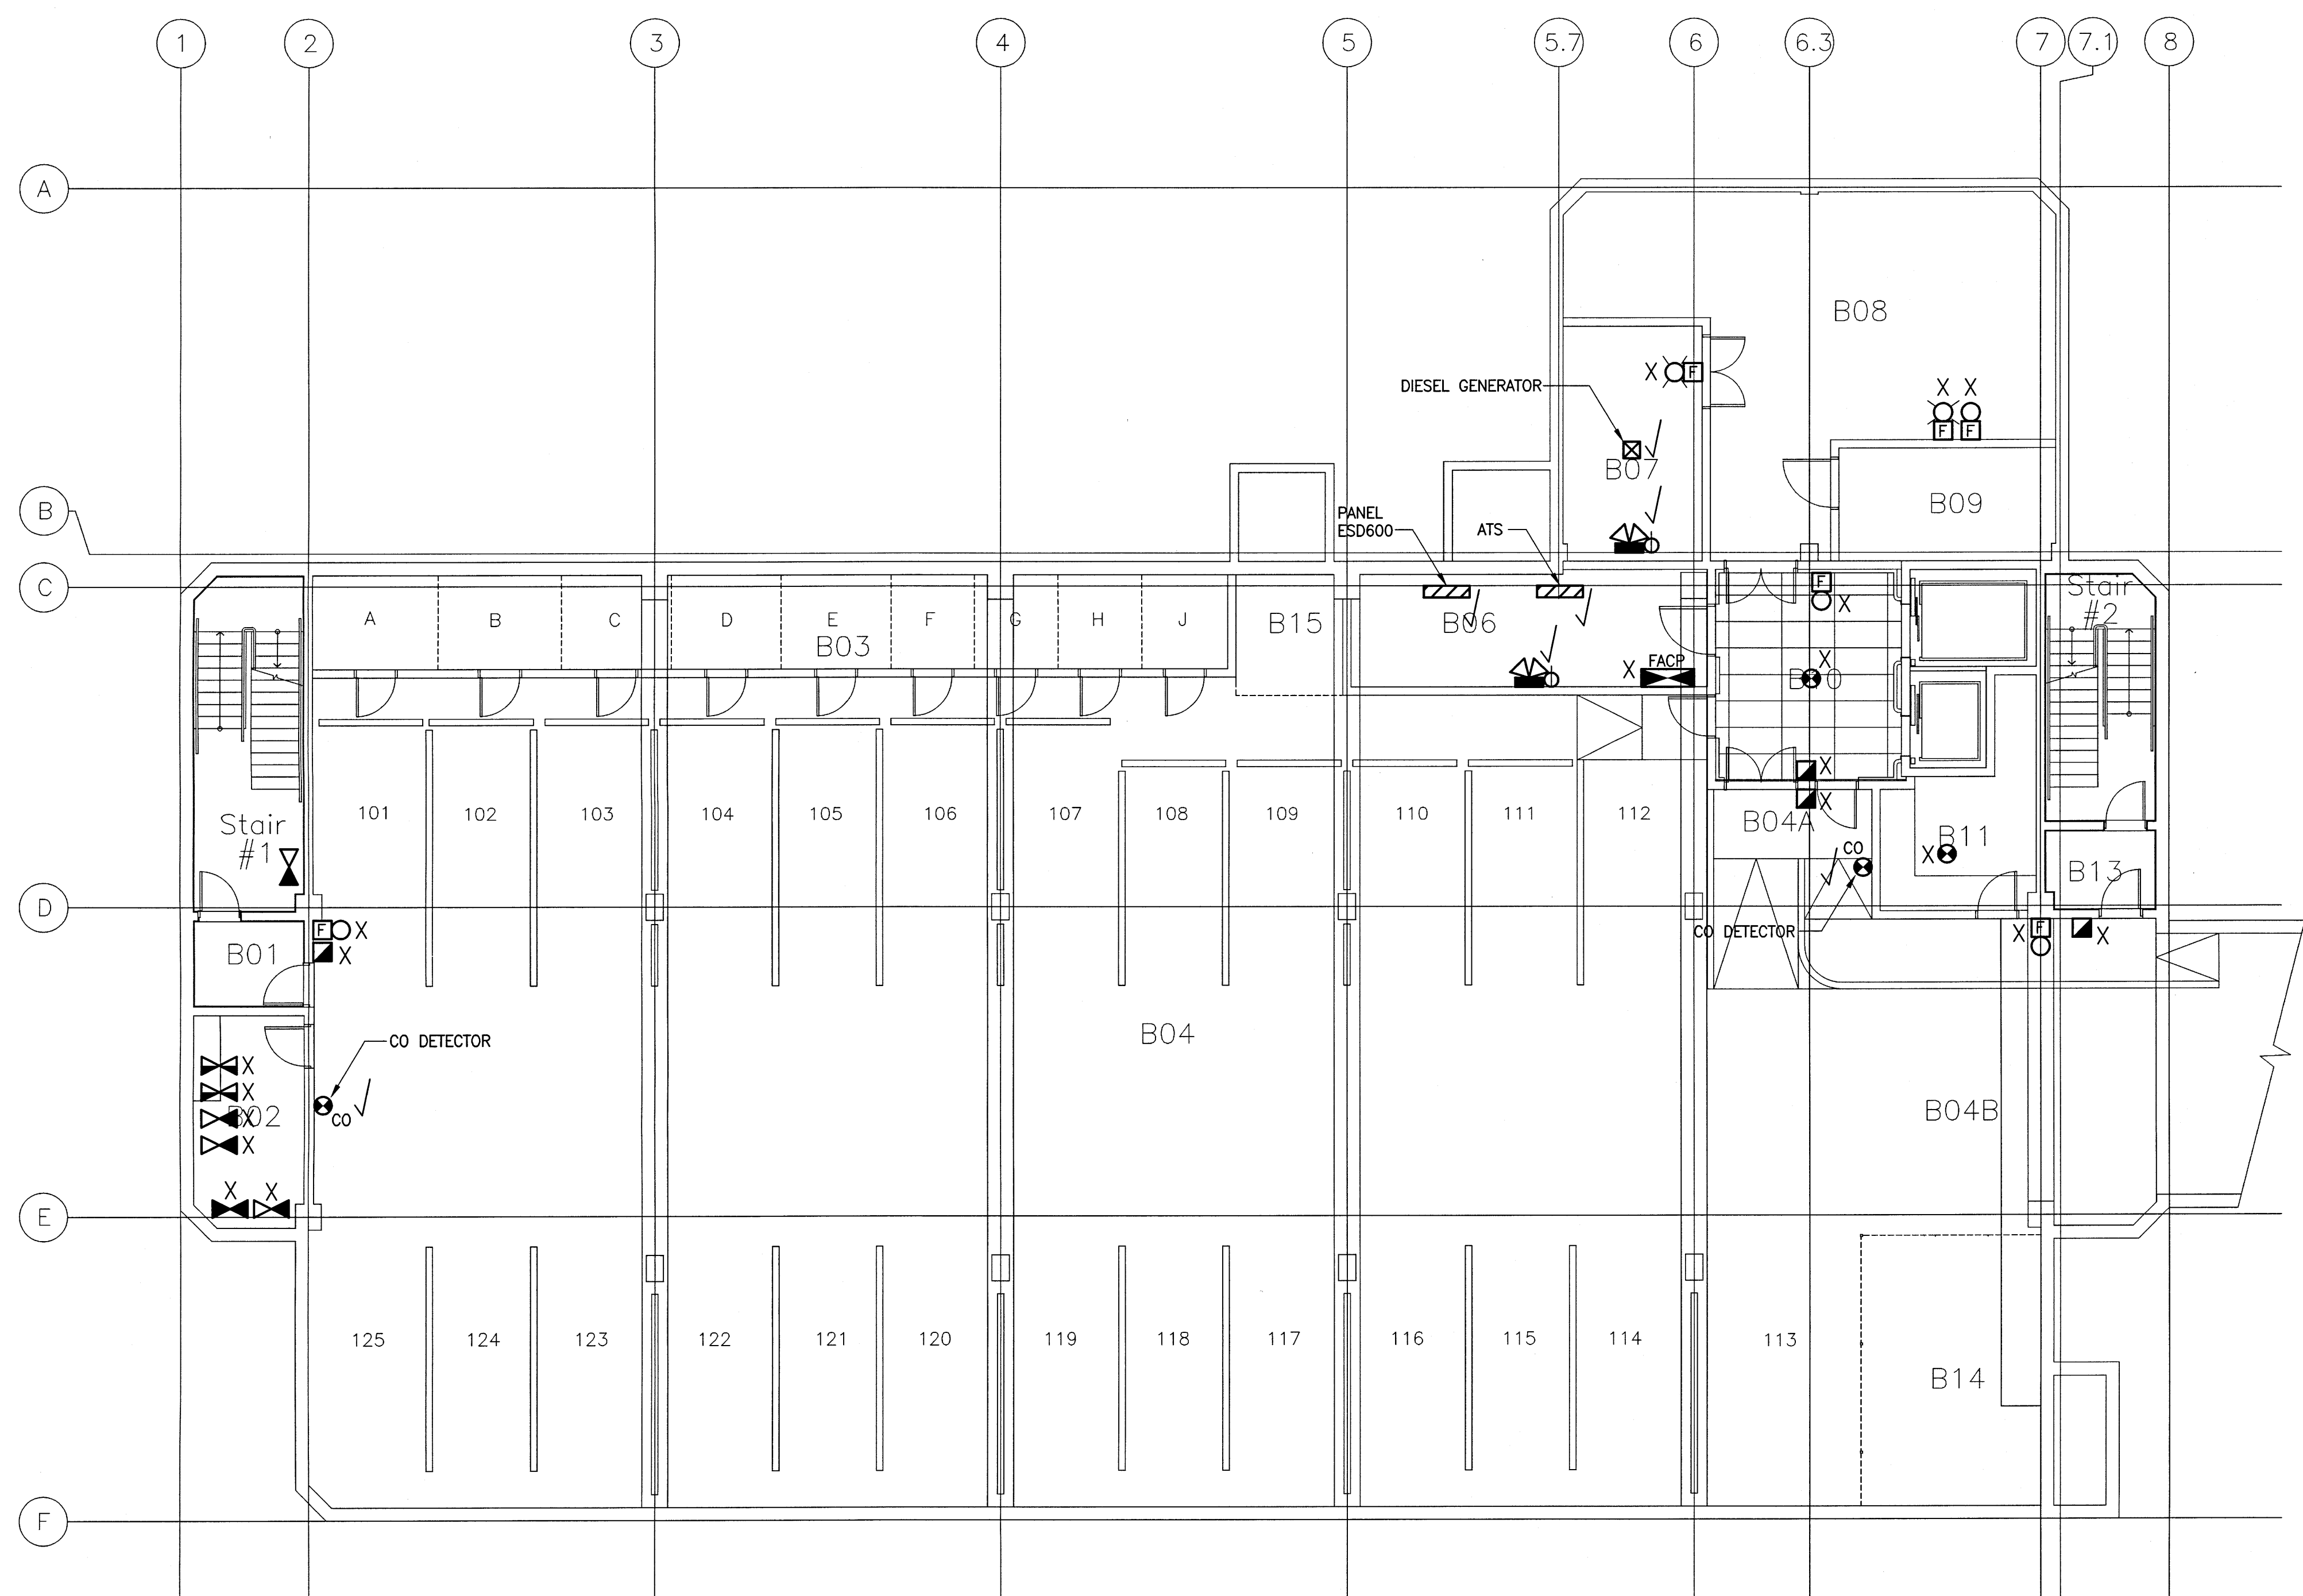 1 2 3 4 5 5.7 6 6.3 7 7.1 8
A
B08
X
F
DIESEL GENERATOR
X X
F F
B07
B09
B
PANEL
ESD600
ATS
C
A B C D E F G H J
B03
B15
B06
F
X
Stair
#2
X FACP
X
101 102 103 104 105 106 107 108 109 110 111 112
X
X
B04A
Stair
#1
B11
CO
X
B13
D
F X
X
CO DETECTOR
X F
X
B01
B04
CO DETECTOR
X
X
X
X
B02
CO
B04B
X X
E
125 124 123 122 121 120 119 118 117 116 115 114 113
B14
F